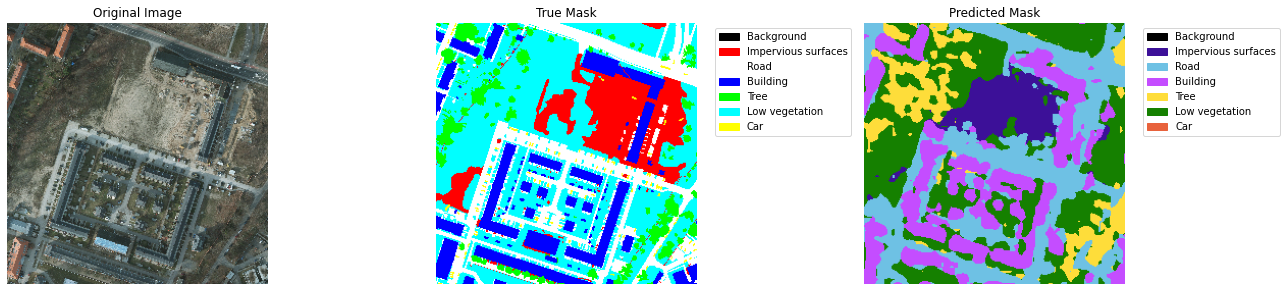 Original Image
True Mask
Background
Impervious surfaces
Road
Building
Tree
Low vegetation
Car
Predicted Mask
Background
Impervious surfaces
Road
Building
Tree
Low vegetation
Car